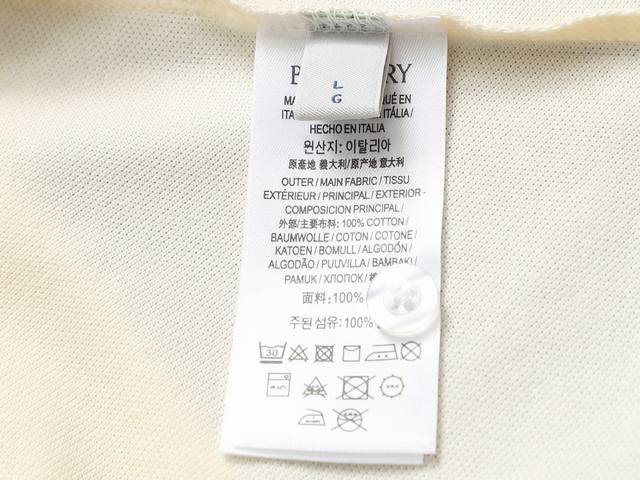 L
G
HECHO EN ITALIA
원산지: 이탈리아
原產地 義大利/原产地 意大利
OUTER / MAIN FABRIC / TISSU
EXTÉRIEUR / PRINCIPAL / EXTERIOR -
COMPOSICION PRINCIPAL /
外部/主要布料: 100% COTTON /
BAUMWOLLE / COTON / COTONE /
KATOEN / BOMULL / ALGODÓN /
ALGODÃO / PUUVILLA / BAMBAKI/
PAMUK / ХЛОПОК /
面料: 100%
주된 섬유: 100%
30